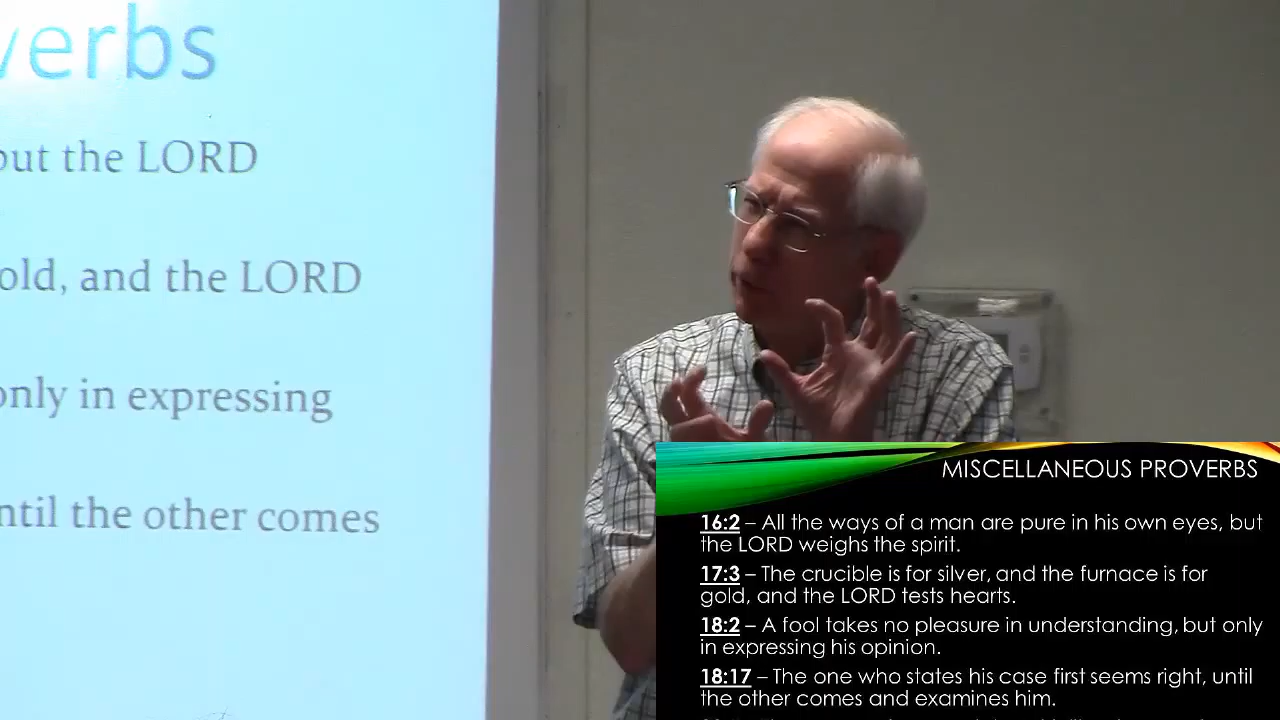 verbs
but the LORD
old, and the LORD
only in expressing
ntil the other comes
MISCELLANEOUS PROVERBS
16:2 – All the ways of a man are pure in his own eyes, but
the LORD weighs the spirit.
17:3 – The crucible is for silver, and the furnace is for
gold, and the LORD tests hearts.
18:2 – A fool takes no pleasure in understanding, but only
in expressing his opinion.
18:17 – The one who states his case first seems right, until
the other comes and examines him.